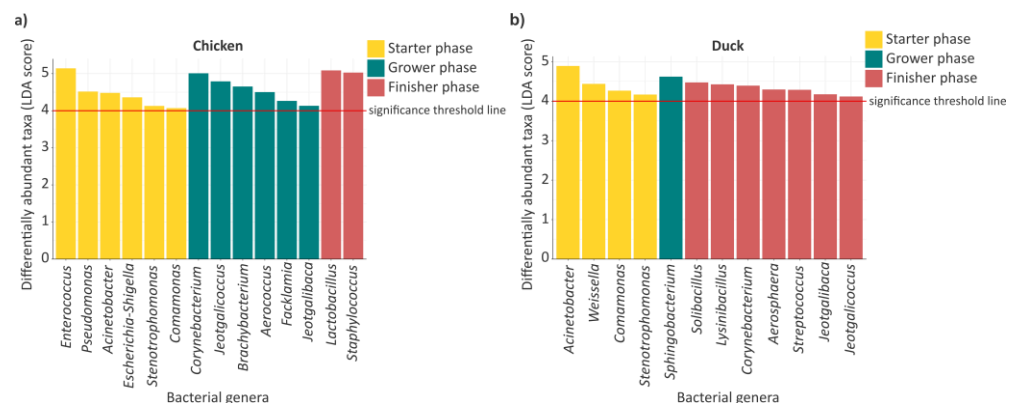 a)
Chicken
Differentially abundant taxa (LDA score)
5
4
3
2
1
0
Starter phase
Grower phase
Finisher phase
significance threshold line
Enterococcus
Pseudomonas
Acinetobacter
Escherichia-Shigella
Stenotrophomonas
Comamonas
Corynebacterium
Jeotgalicoccus
Brachybacterium
Aerococcus
Facklamia
Jeotgalibaca
Lactobacillus
Staphylococcus
Bacterial genera
b)
Duck
Differentially abundant taxa (LDA score)
5
4
3
2
1
0
Starter phase
Grower phase
Finisher phase
significance threshold line
Acinetobacter
Weissella
Comamonas
Stenotrophomonas
Sphingobacterium
Solibacillus
Lysinibacillus
Corynebacterium
Aerosphaera
Streptococcus
Jeotgalibaca
Jeotgalicoccus
Bacterial genera